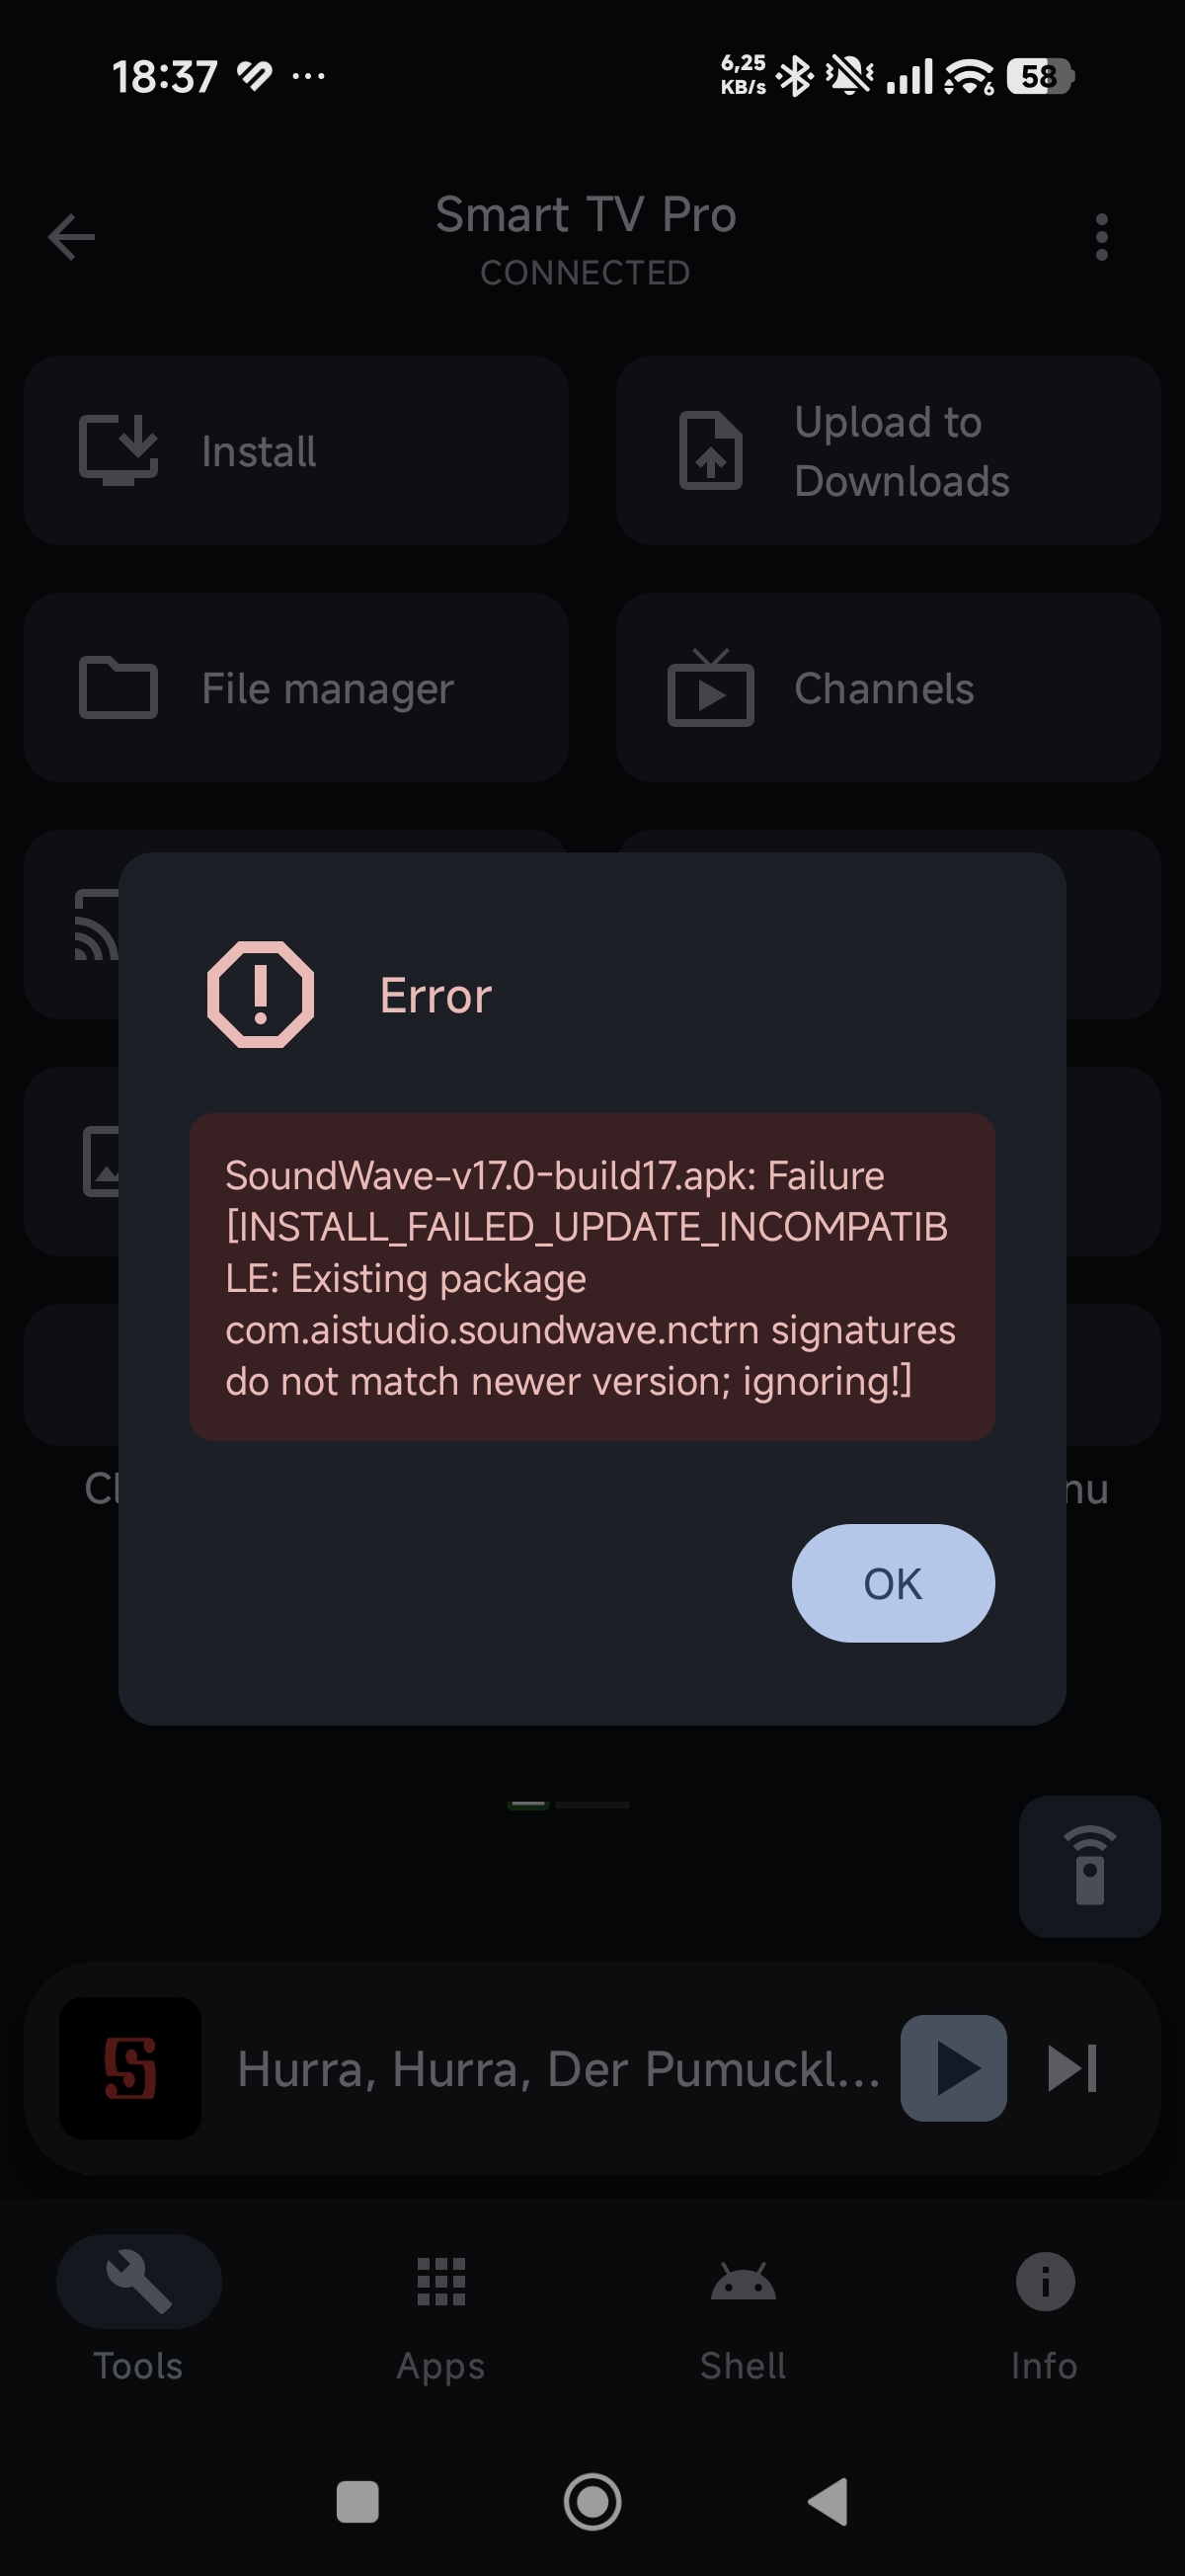 18:37
6,25
KB/s
6
58
Smart TV Pro
CONNECTED
Install
Upload to
Downloads
File manager
Channels
Error
SoundWave-v17.0-build17.apk: Failure
[INSTALL_FAILED_UPDATE_INCOMPATIB
LE: Existing package
com.aistudio.soundwave.nctrn signatures
do not match newer version; ignoring!]
OK
Hurra, Hurra, Der Pumuckl...
Tools
Apps
Shell
Info